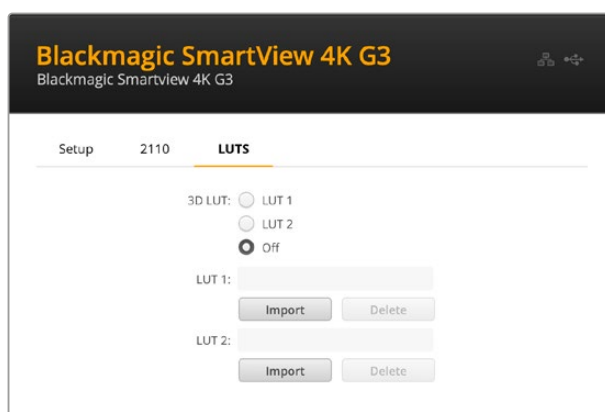 Blackmagic SmartView 4K G3
Blackmagic Smartview 4K G3
Setup 2110 LUTS
3D LUT: LUT 1
LUT 2
Off
LUT 1:
Import Delete
LUT 2:
Import Delete